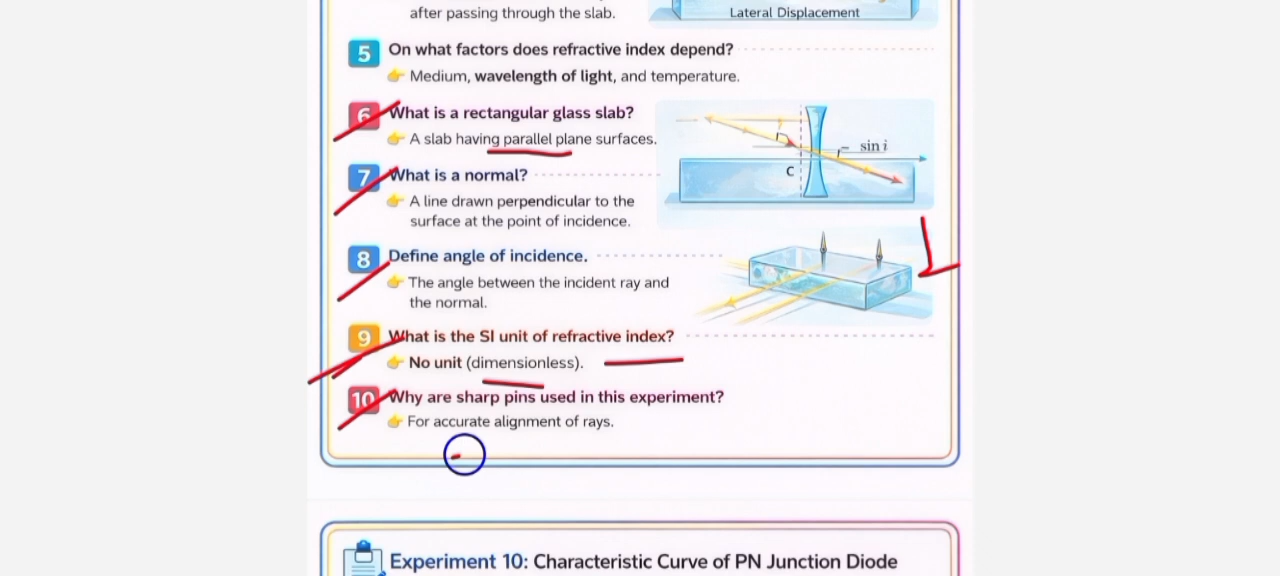 after passing through the slab.
Lateral Displacement
5 On what factors does refractive index depend?
👉 Medium, wavelength of light, and temperature.
6 What is a rectangular glass slab?
👉 A slab having parallel plane surfaces.
sin i
C
7 What is a normal?
👉 A line drawn perpendicular to the
surface at the point of incidence.
8 Define angle of incidence.
👉 The angle between the incident ray and
the normal.
9 What is the SI unit of refractive index?
👉 No unit (dimensionless).
10 Why are sharp pins used in this experiment?
👉 For accurate alignment of rays.
Experiment 10: Characteristic Curve of PN Junction Diode